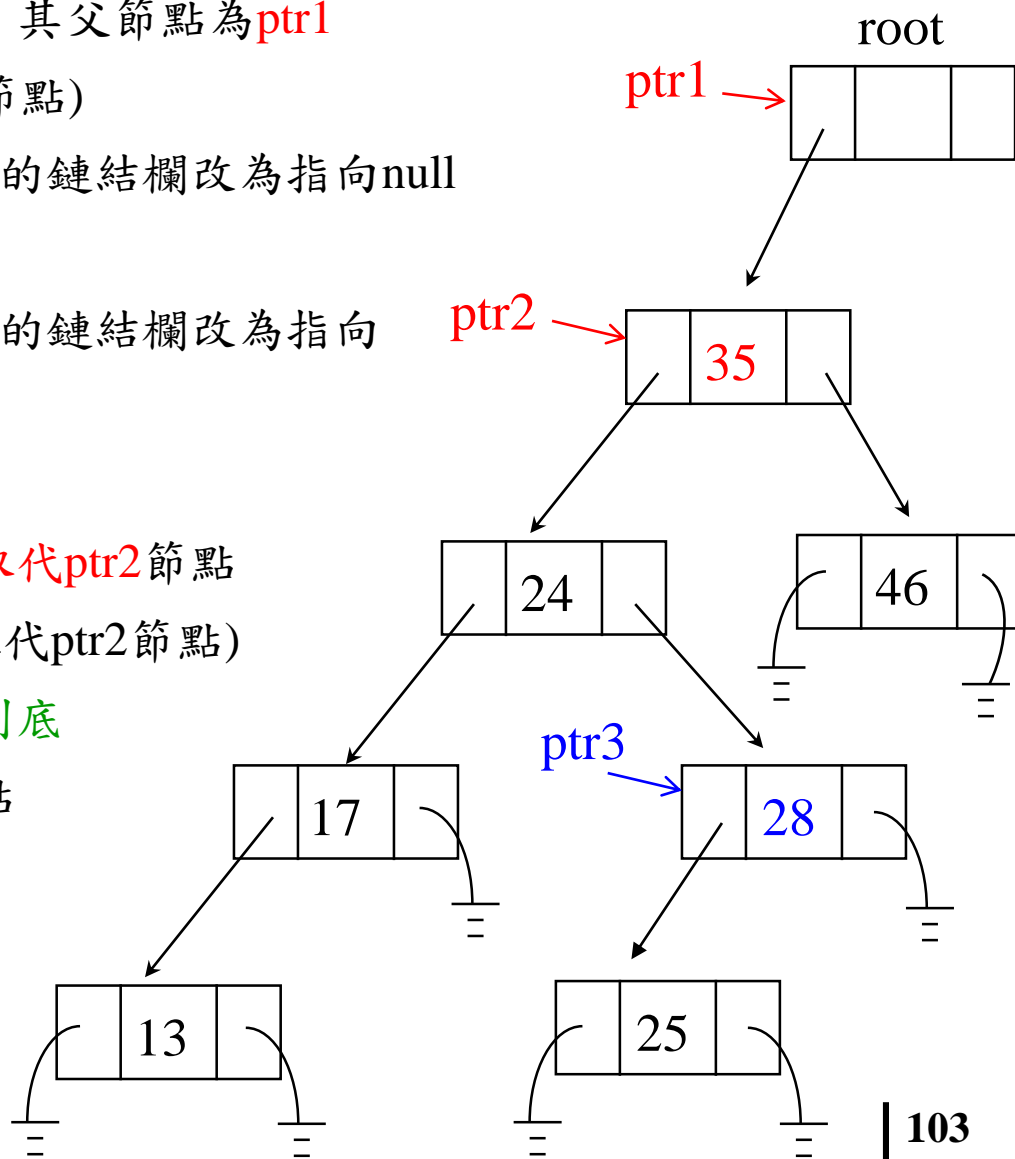 其父節點為ptr1
節點)
的鏈結欄改為指向null
的鏈結欄改為指向
取代ptr2節點
代ptr2節點)
到底
點
root
ptr1
ptr2
35
24
46
ptr3
17
28
13
25
103